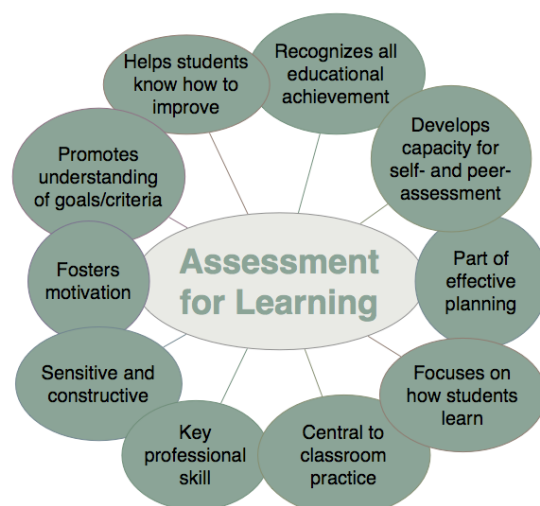 Assessment
for Learning
Recognizes all
educational
achievement
Develops
capacity for
self- and peer-
assessment
Part of
effective
planning
Focuses on
how students
learn
Central to
classroom
practice
Key
professional
skill
Sensitive and
constructive
Fosters
motivation
Promotes
understanding
of goals/criteria
Helps students
know how to
improve